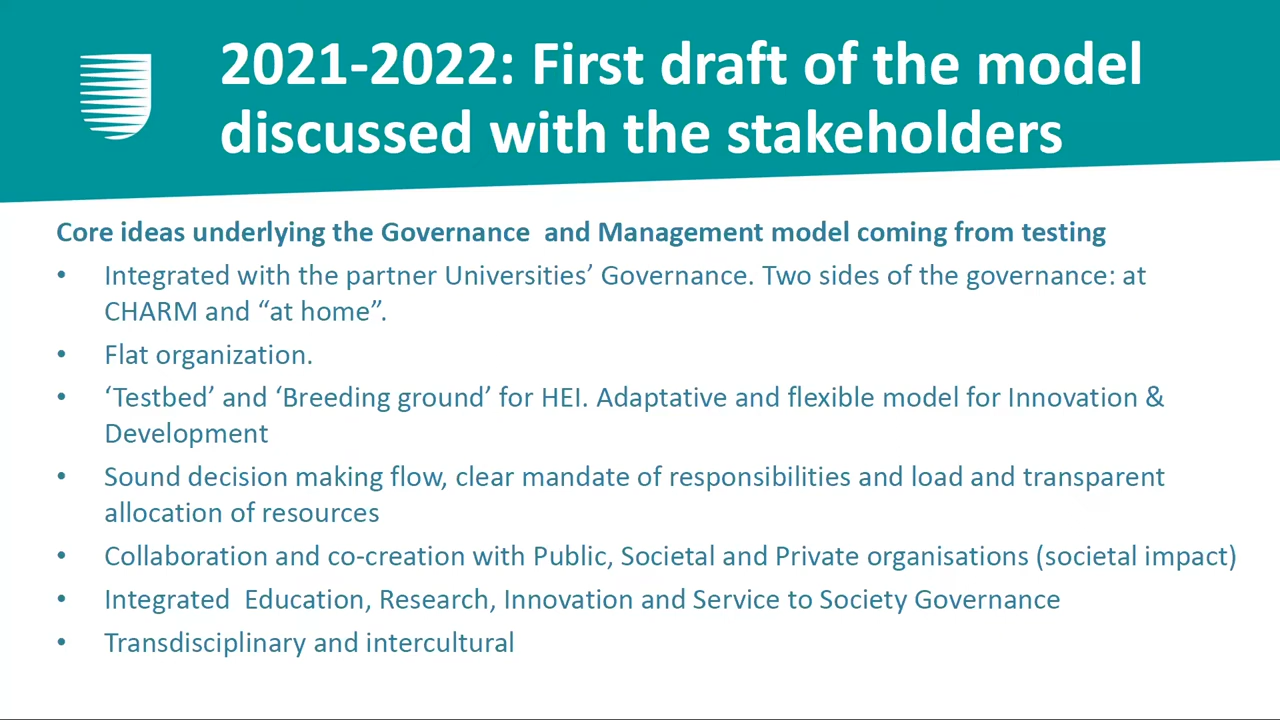 2021-2022: First draft of the model
discussed with the stakeholders
Core ideas underlying the Governance  and Management model coming from testing
• Integrated with the partner Universities’ Governance. Two sides of the governance: at
CHARM and “at home”.
• Flat organization.
• ‘Testbed’ and ‘Breeding ground’ for HEI. Adaptative and flexible model for Innovation &
Development
• Sound decision making flow, clear mandate of responsibilities and load and transparent
allocation of resources
• Collaboration and co-creation with Public, Societal and Private organisations (societal impact)
• Integrated  Education, Research, Innovation and Service to Society Governance
• Transdisciplinary and intercultural